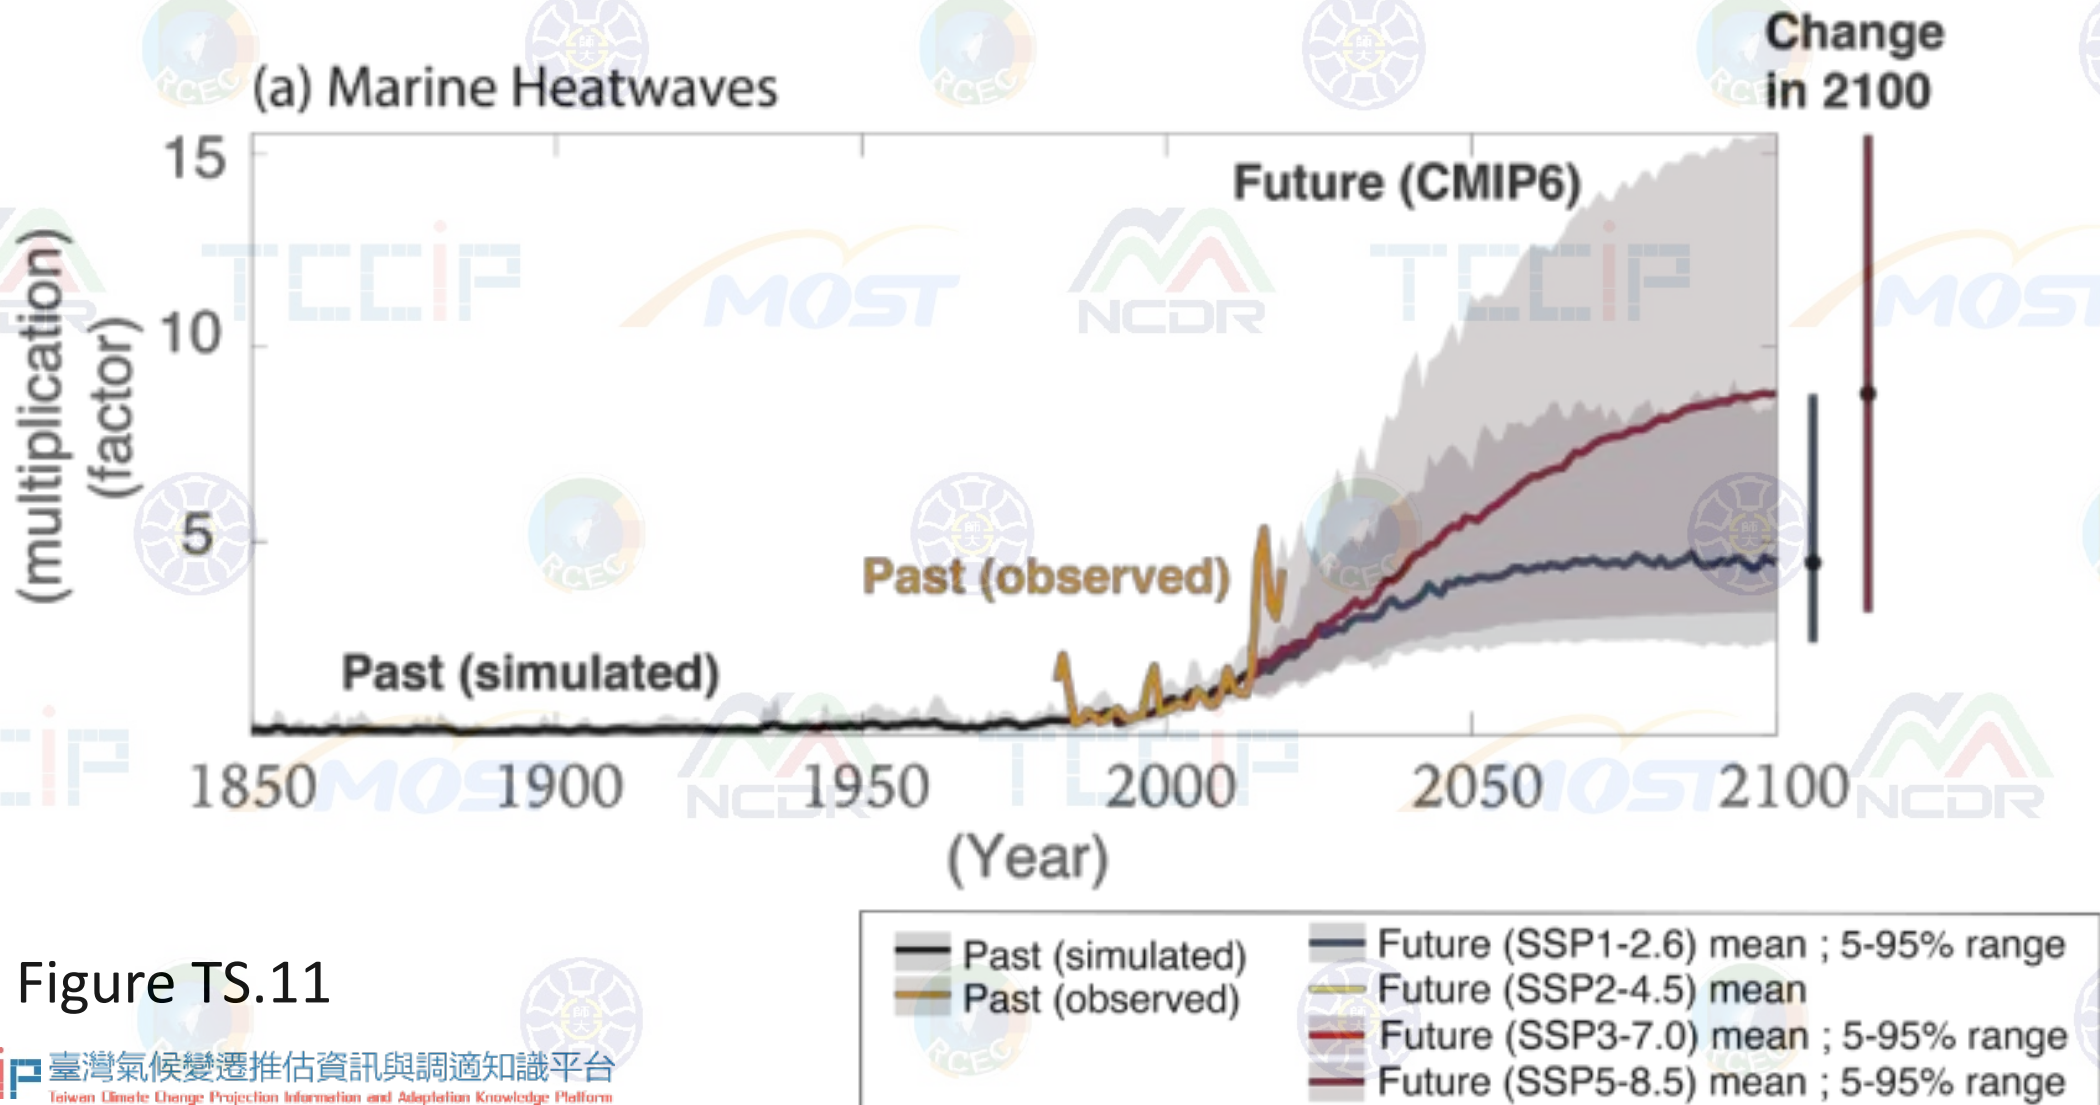 Change
in 2100
(a) Marine Heatwaves
15
10
5
(multiplication)
(factor)
Future (CMIP6)
Past (observed)
Past (simulated)
1850 1900 1950 2000 2050 2100
(Year)
Past (simulated)
Past (observed)
Future (SSP1-2.6) mean ; 5-95% range
Future (SSP2-4.5) mean
Future (SSP3-7.0) mean ; 5-95% range
Future (SSP5-8.5) mean ; 5-95% range
Figure TS.11
臺灣氣候變遷推估資訊與調適知識平台
Taiwan Climate Change Projection Information and Adaptation Knowledge Platform
TCCiP
MOST
NCDR
RCEC
師大